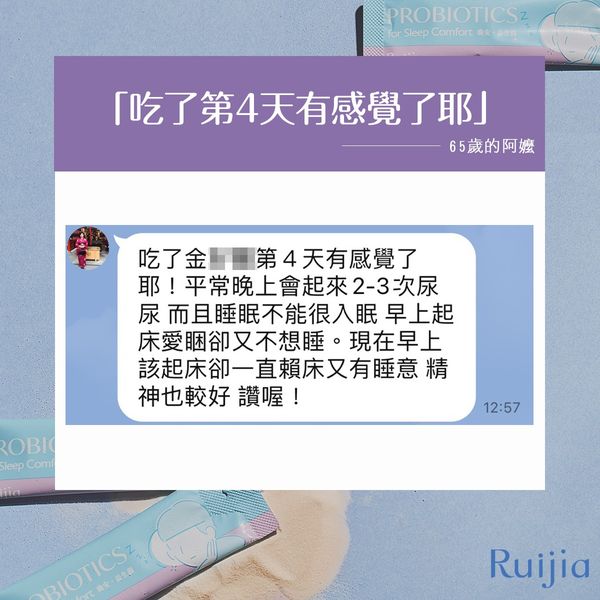 PROBIOTICS
for Sleep Comfort
「吃了第4天有感覺了耶」
65歲的阿嬤
吃了金 第4天有感覺了
耶！平常晚上會起來2-3次尿
尿 而且睡眠不能很入眠 早上起
床愛睏卻又不想睡。現在早上
該起床卻一直賴床又有睡意 精
神也較好 讚喔！
12:57
ROBIOTICS
Sleep Comf
Ruijia
OBIOTICS
Ruijia